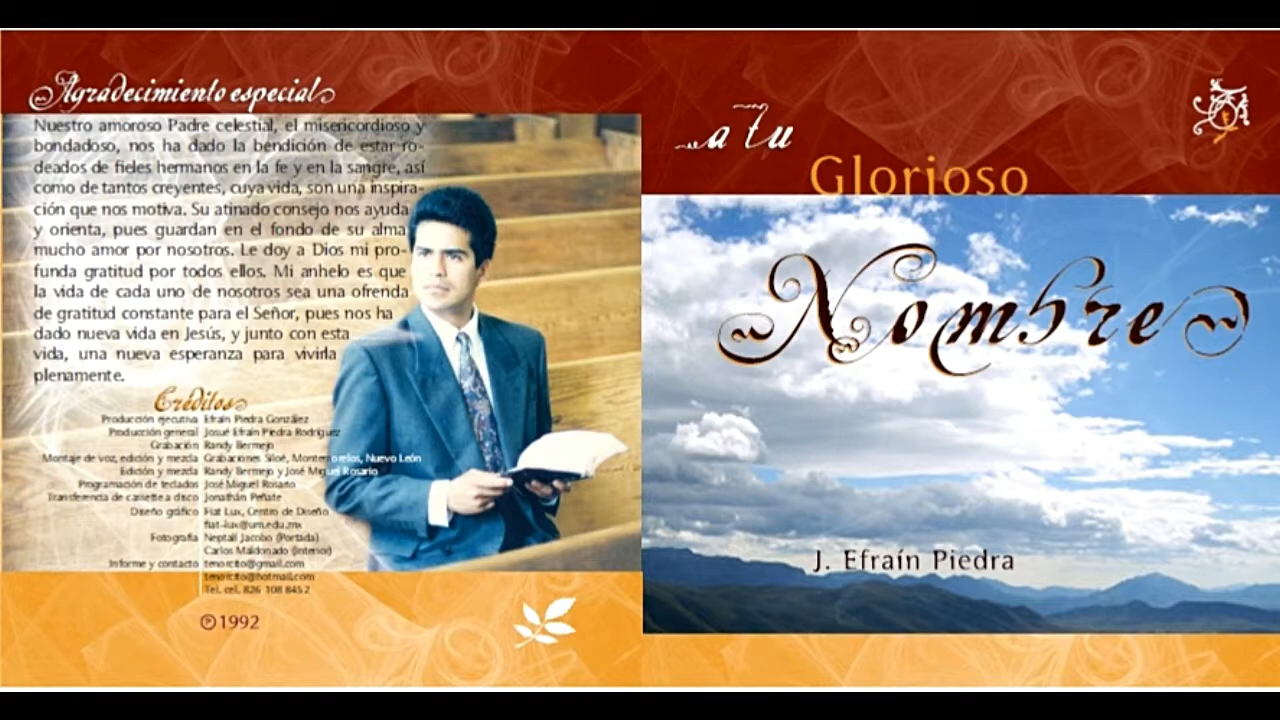 Agradecimiento especial
Nuestro amoroso Padre celestial, el misericordioso y
bondadoso, nos ha dado la bendición de estar ro-
deados de fieles hermanos en la fe y en la sangre, así
como de tantos creyentes, cuya vida, son una inspira-
ción que nos motiva. Su atinado consejo nos ayuda
y orienta, pues guardan en el fondo de su alma
mucho amor por nosotros. Le doy a Dios mi pro-
funda gratitud por todos ellos. Mi anhelo es que
la vida de cada uno de nosotros sea una ofrenda
de gratitud constante para el Señor, pues nos ha
dado nueva vida en Jesús, y junto con esta
vida, una nueva esperanza para vivirla
plenamente.
Créditos
Producción ejecutiva Efraín Piedra González
Producción general Josué Efraín Piedra Rodríguez
Grabación Randy Bermejo
Montaje de voz, edición y mezcla Grabaciones Siloé, Montemorelos, Nuevo León
Edición y mezcla Randy Bermejo y José Miguel Rosario
Programación de teclados José Miguel Rosario
Transferencia de cassette a disco Jonathán Peñate
Diseño gráfico Fiat Lux, Centro de Diseño
fiat-lux@um.edu.mx
Fotografía Neptalí Jacobo (Portada)
Carlos Maldonado (Interior)
Informe y contacto tenorcito@gmail.com
tenorcito@hotmail.com
Tel. cel. 826 108 8452
℗1992
...a tu
Glorioso
Nombre
J. Efraín Piedra